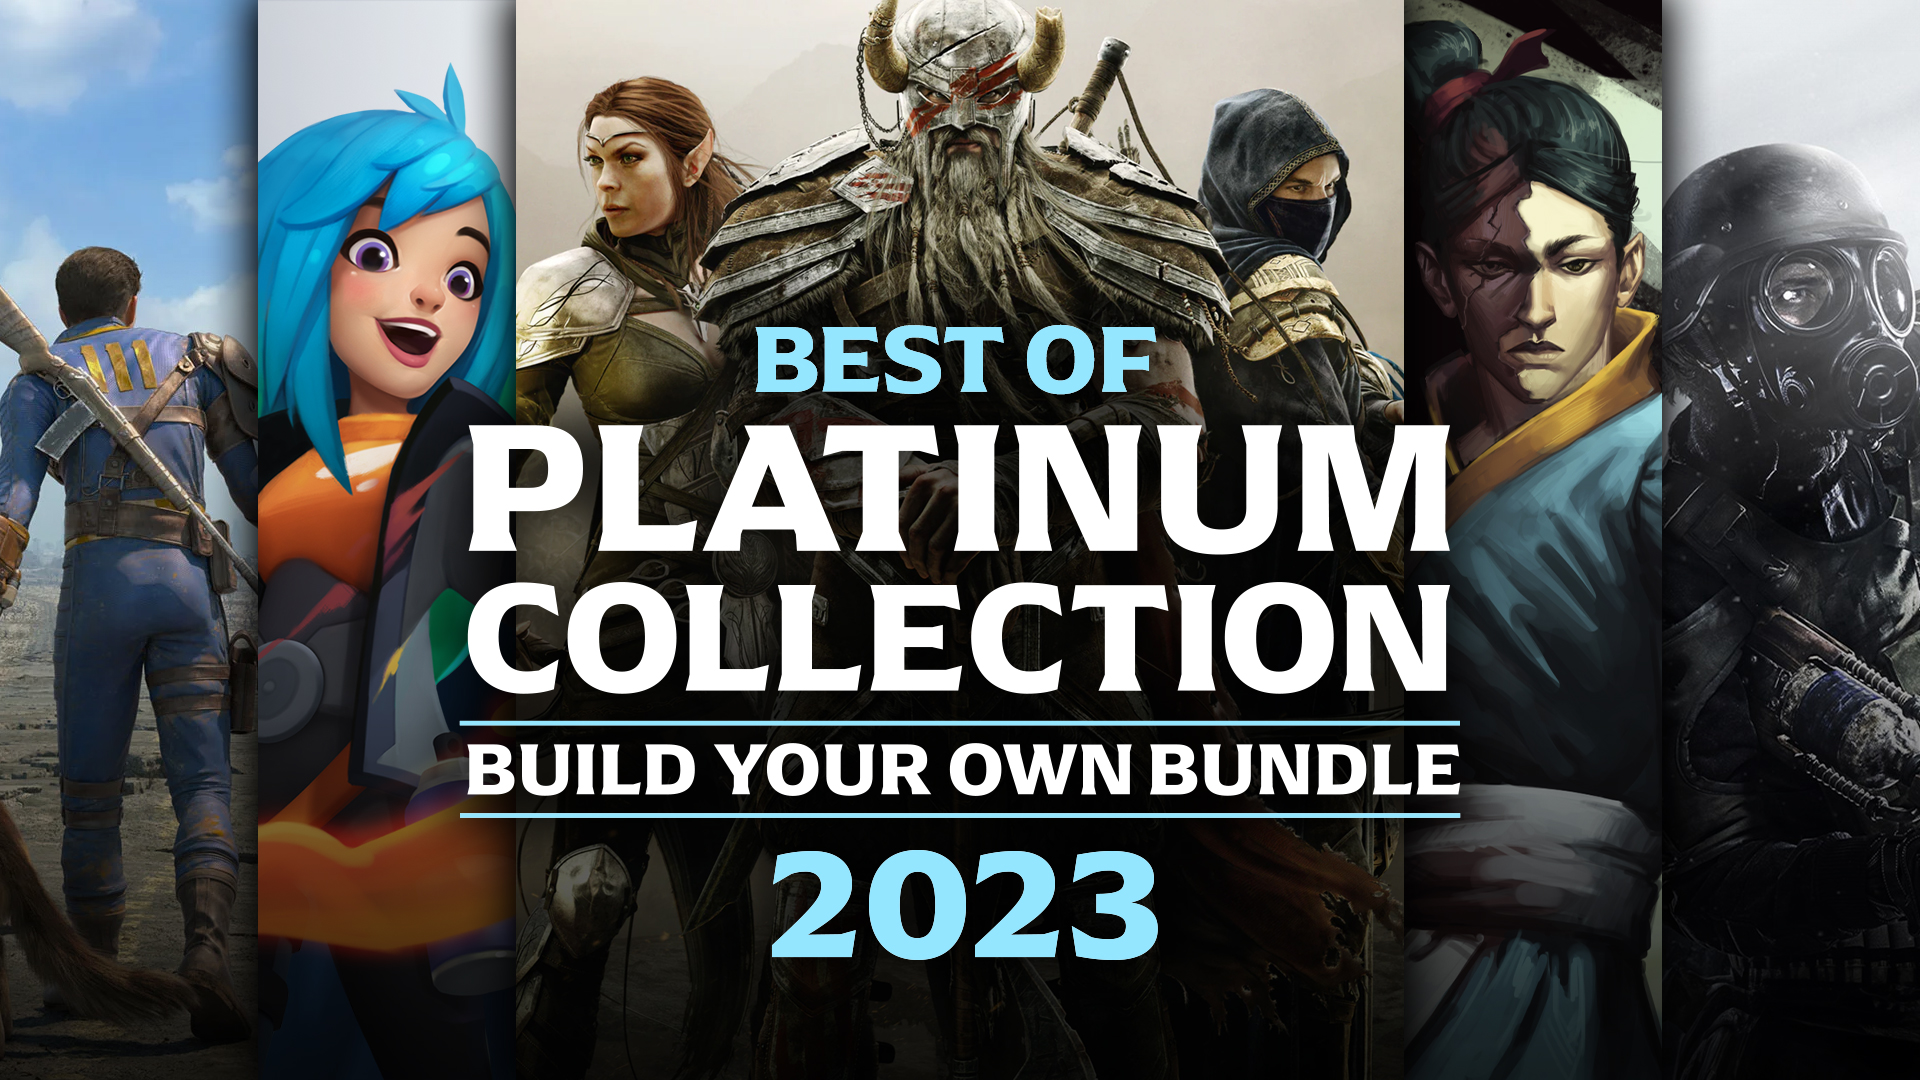 BEST OF
PLATINUM
COLLECTION
BUILD YOUR OWN BUNDLE
2023